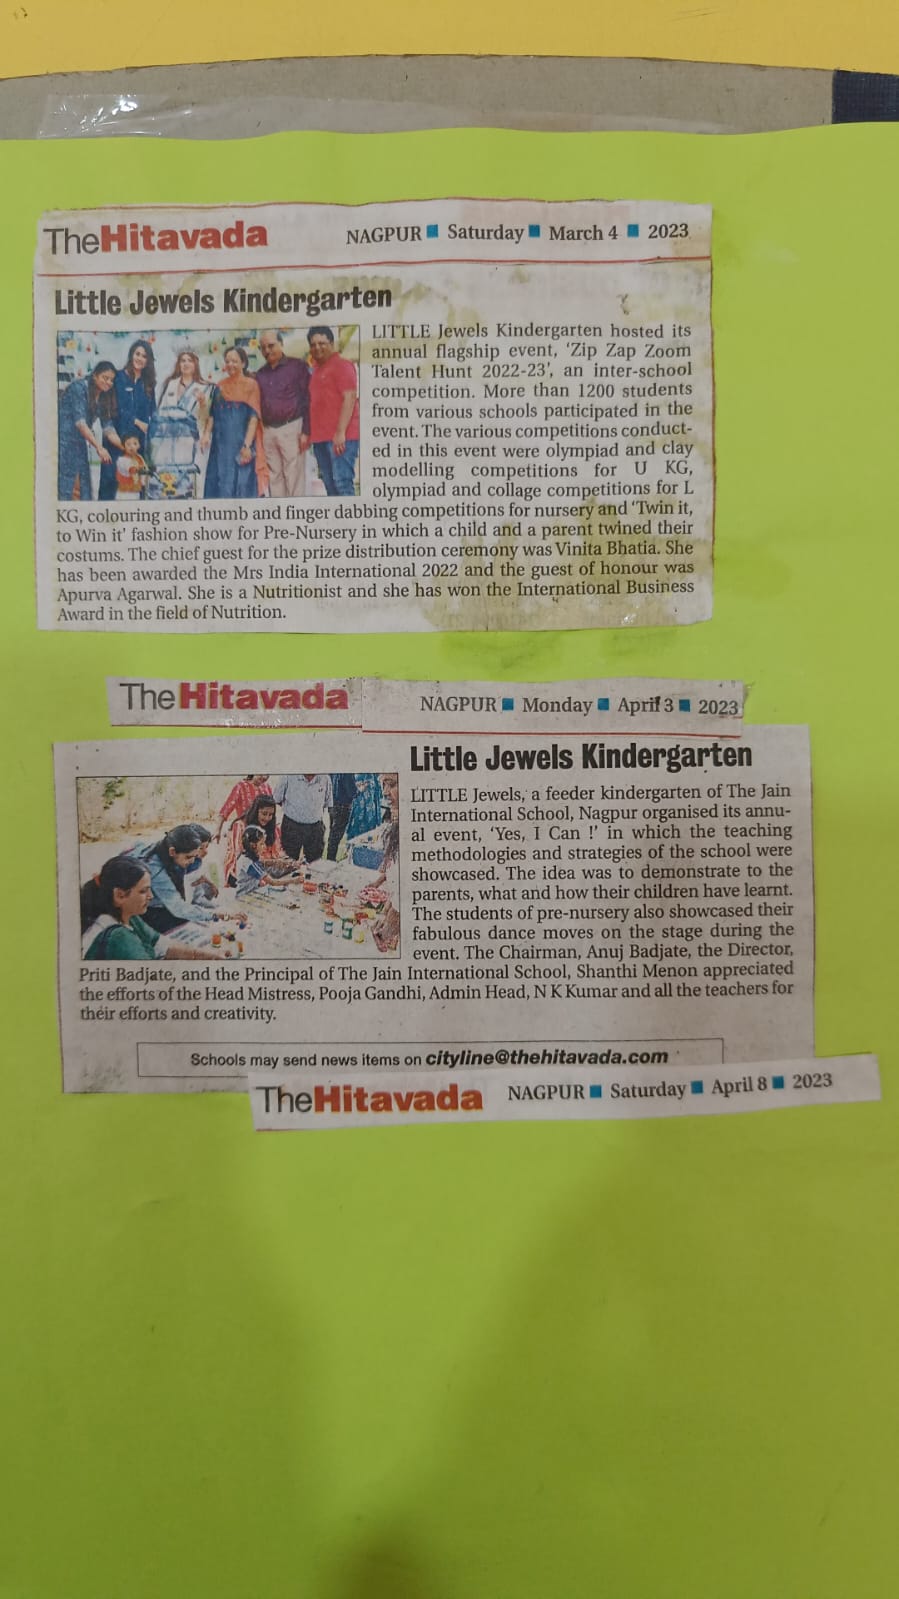 TheHitavada NAGPUR ■ Saturday ■ March 4 ■ 2023
Little Jewels Kindergarten
LITTLE Jewels Kindergarten hosted its
annual flagship event, ‘Zip Zap Zoom
Talent Hunt 2022-23’, an inter-school
competition. More than 1200 students
from various schools participated in the
event. The various competitions conduct-
ed in this event were olympiad and clay
modelling competitions for U KG,
olympiad and collage competitions for L
KG, colouring and thumb and finger dabbing competitions for nursery and ‘Twin it,
to Win it’ fashion show for Pre-Nursery in which a child and a parent twined their
costums. The chief guest for the prize distribution ceremony was Vinita Bhatia. She
has been awarded the Mrs India International 2022 and the guest of honour was
Apurva Agarwal. She is a Nutritionist and she has won the International Business
Award in the field of Nutrition.
The Hitavada NAGPUR ■ Monday ■ April 3 ■ 2023
Little Jewels Kindergarten
LITTLE Jewels, a feeder kindergarten of The Jain
International School, Nagpur organised its annu-
al event, ‘Yes, I Can !’ in which the teaching
methodologies and strategies of the school were
showcased. The idea was to demonstrate to the
parents, what and how their children have learnt.
The students of pre-nursery also showcased their
fabulous dance moves on the stage during the
event. The Chairman, Anuj Badjate, the Director,
Priti Badjate, and the Principal of The Jain International School, Shanthi Menon appreciated
the efforts of the Head Mistress, Pooja Gandhi, Admin Head, N K Kumar and all the teachers for
their efforts and creativity.
Schools may send news items on cityline@thehitavada.com
TheHitavada NAGPUR ■ Saturday ■ April 8 ■ 2023